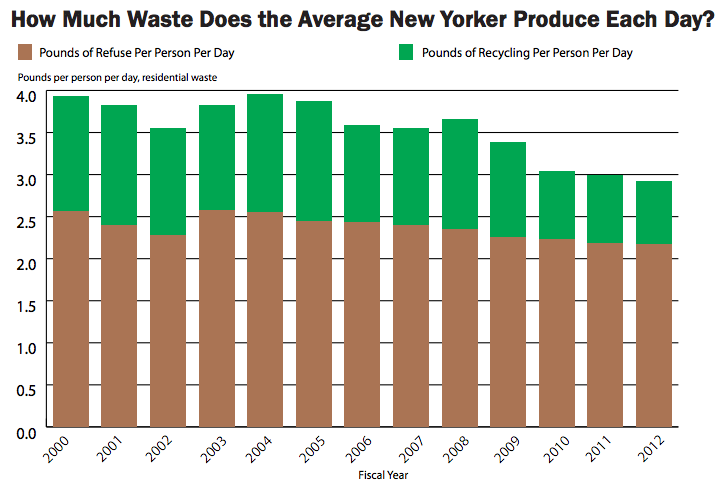 How Much Waste Does the Average New Yorker Produce Each Day?
Pounds of Refuse Per Person Per Day
Pounds of Recycling Per Person Per Day
Pounds per person per day, residential waste
4.0
3.5
3.0
2.5
2.0
1.5
1.0
0.5
0.0
2000 2001 2002 2003 2004 2005 2006 2007 2008 2009 2010 2011 2012
Fiscal Year